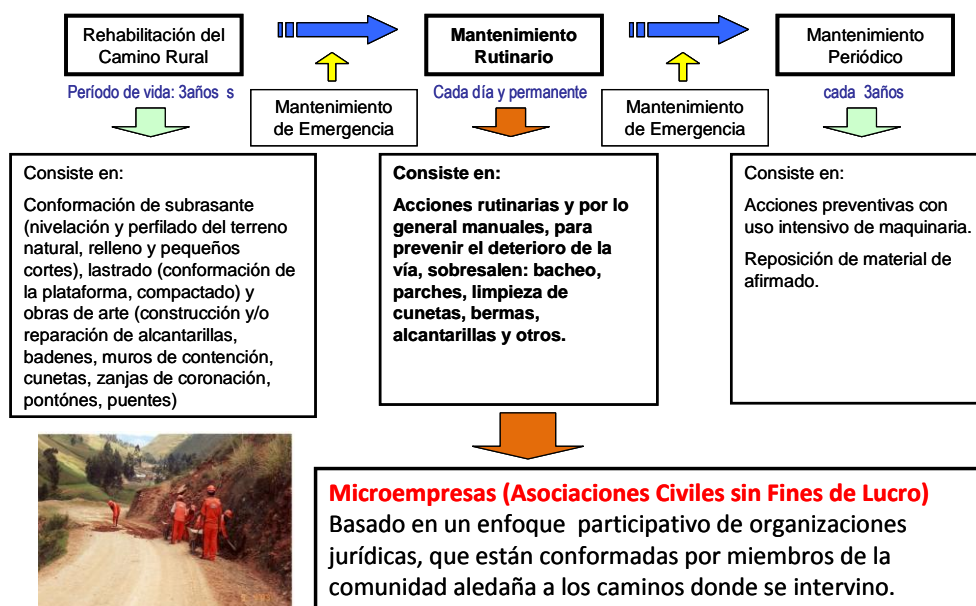 Rehabilitación del
Camino Rural
Período de vida: 3años s
Mantenimiento
de Emergencia
Mantenimiento
Rutinario
Cada día y permanente
Mantenimiento
de Emergencia
Mantenimiento
Periódico
cada 3años
Consiste en:
Conformación de subrasante
(nivelación y perfilado del terreno
natural, relleno y pequeños
cortes), lastrado (conformación de
la plataforma, compactado) y
obras de arte (construcción y/o
reparación de alcantarillas,
badenes, muros de contención,
cunetas, zanjas de coronación,
pontónes, puentes)
Consiste en:
Acciones rutinarias y por lo
general manuales, para
prevenir el deterioro de la
vía, sobresalen: bacheo,
parches, limpieza de
cunetas, bermas,
alcantarillas y otros.
Consiste en:
Acciones preventivas con
uso intensivo de maquinaria.
Reposición de material de
afirmado.
Microempresas (Asociaciones Civiles sin Fines de Lucro)
Basado en un enfoque participativo de organizaciones
jurídicas, que están conformadas por miembros de la
comunidad aledaña a los caminos donde se intervino.